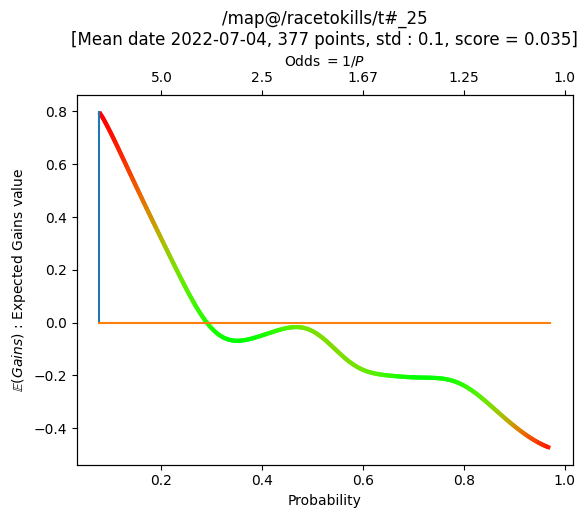 /map@/racetokills/t#_25
[Mean date 2022-07-04, 377 points, std : 0.1, score = 0.035]
Odds = 1/P
5.0 2.5 1.67 1.25 1.0
0.8
0.6
0.4
0.2
0.0
−0.2
−0.4
𝔼(Gains) : Expected Gains value
0.2 0.4 0.6 0.8 1.0
Probability